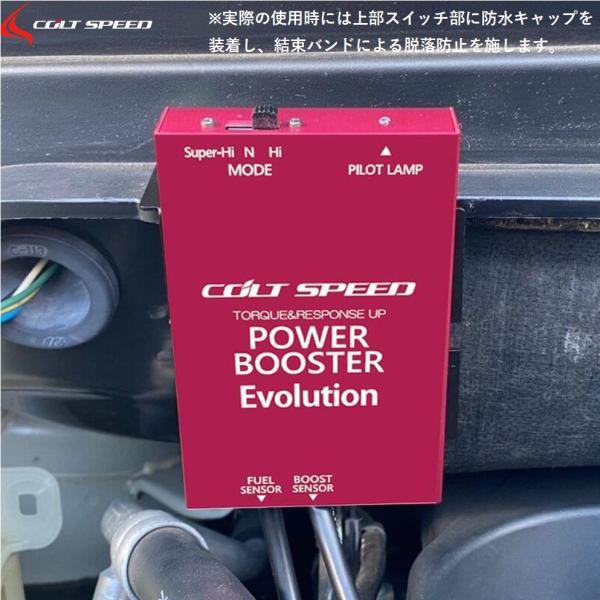 COLT SPEED
※実際の使用時には上部スイッチ部に防水キャップを
装着し、結束バンドによる脱落防止を施します。
Super-Hi N Hi
MODE
▲
PILOT LAMP
COLT SPEED
TORQUE&RESPONSE UP
POWER
BOOSTER
Evolution
FUEL SENSOR
▼
BOOST SENSOR
▼
C-113